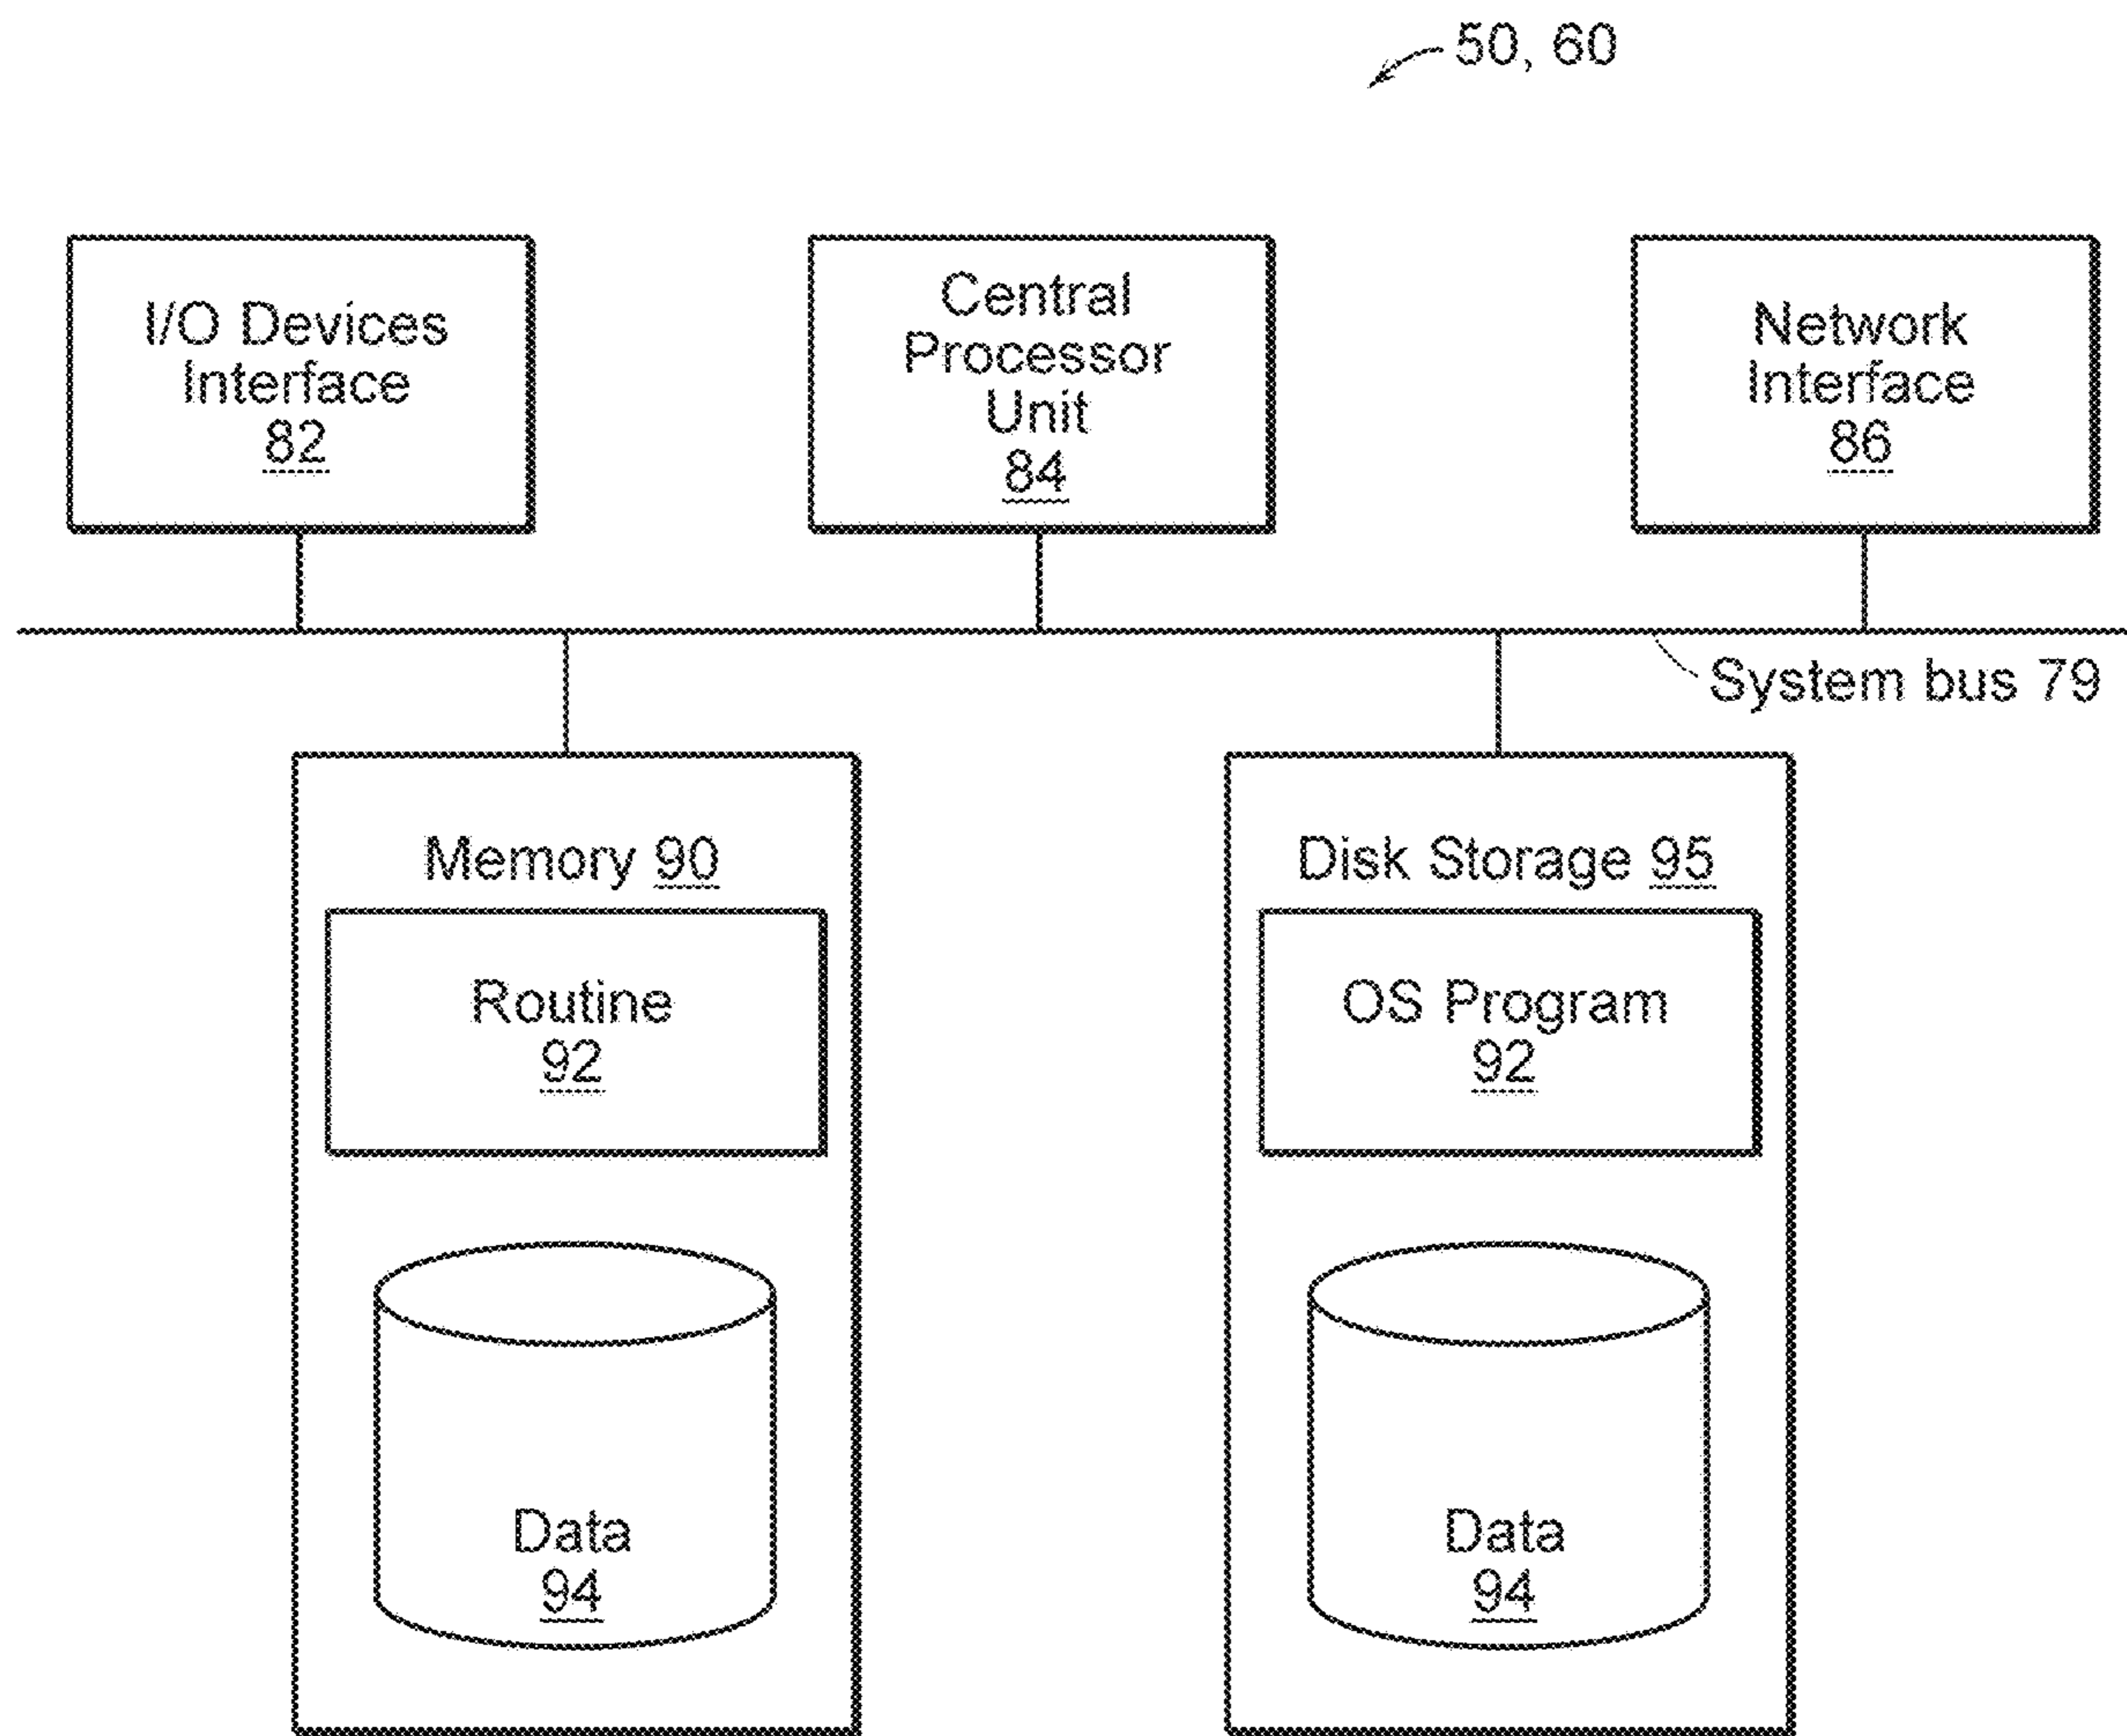 50, 60
I/O Devices
Interface
82
Central
Processor
Unit
84
Network
Interface
86
System bus 79
Memory 90
Routine
92
Data
94
Disk Storage 95
OS Program
92
Data
94